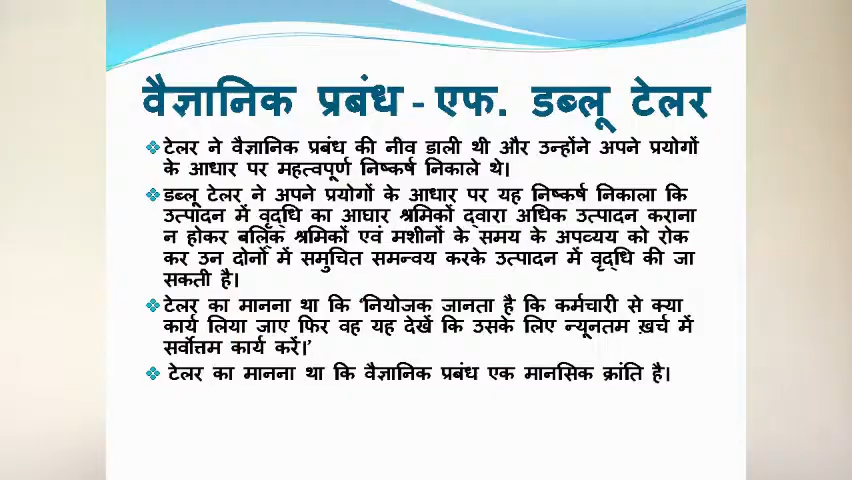 वैज्ञानिक प्रबंध - एफ. डब्लू टेलर
❖टेलर ने वैज्ञानिक प्रबंध की नीव डाली थी और उन्होंने अपने प्रयोगों
के आधार पर महत्वपूर्ण निष्कर्ष निकाले थे।
❖डब्लू टेलर ने अपने प्रयोगों के आधार पर यह निष्कर्ष निकाला कि
उत्पादन में वृद्धि का आघार श्रमिकों द्वारा अधिक उत्पादन कराना
न होकर बल्कि श्रमिकों एवं मशीनों के समय के अपव्यय को रोक
कर उन दोनों में समुचित समन्वय करके उत्पादन में वृद्धि की जा
सकती है।
❖टेलर का मानना था कि 'नियोजक जानता है कि कर्मचारी से क्या
कार्य लिया जाए फिर वह यह देखें कि उसके लिए न्यूनतम ख़र्च में
सर्वोत्तम कार्य करें।'
❖ टेलर का मानना था कि वैज्ञानिक प्रबंध एक मानसिक क्रांति है।